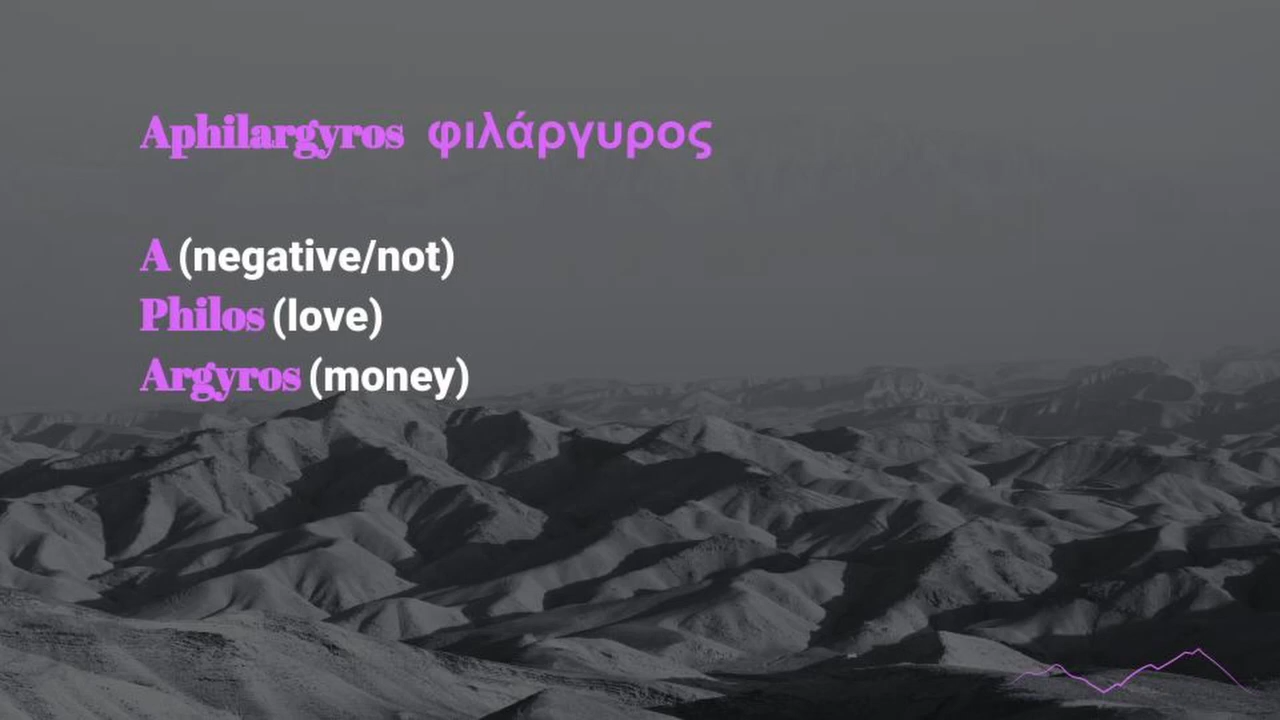 Aphilargyros φιλάργυρος
A (negative/not)
Philos (love)
Argyros (money)